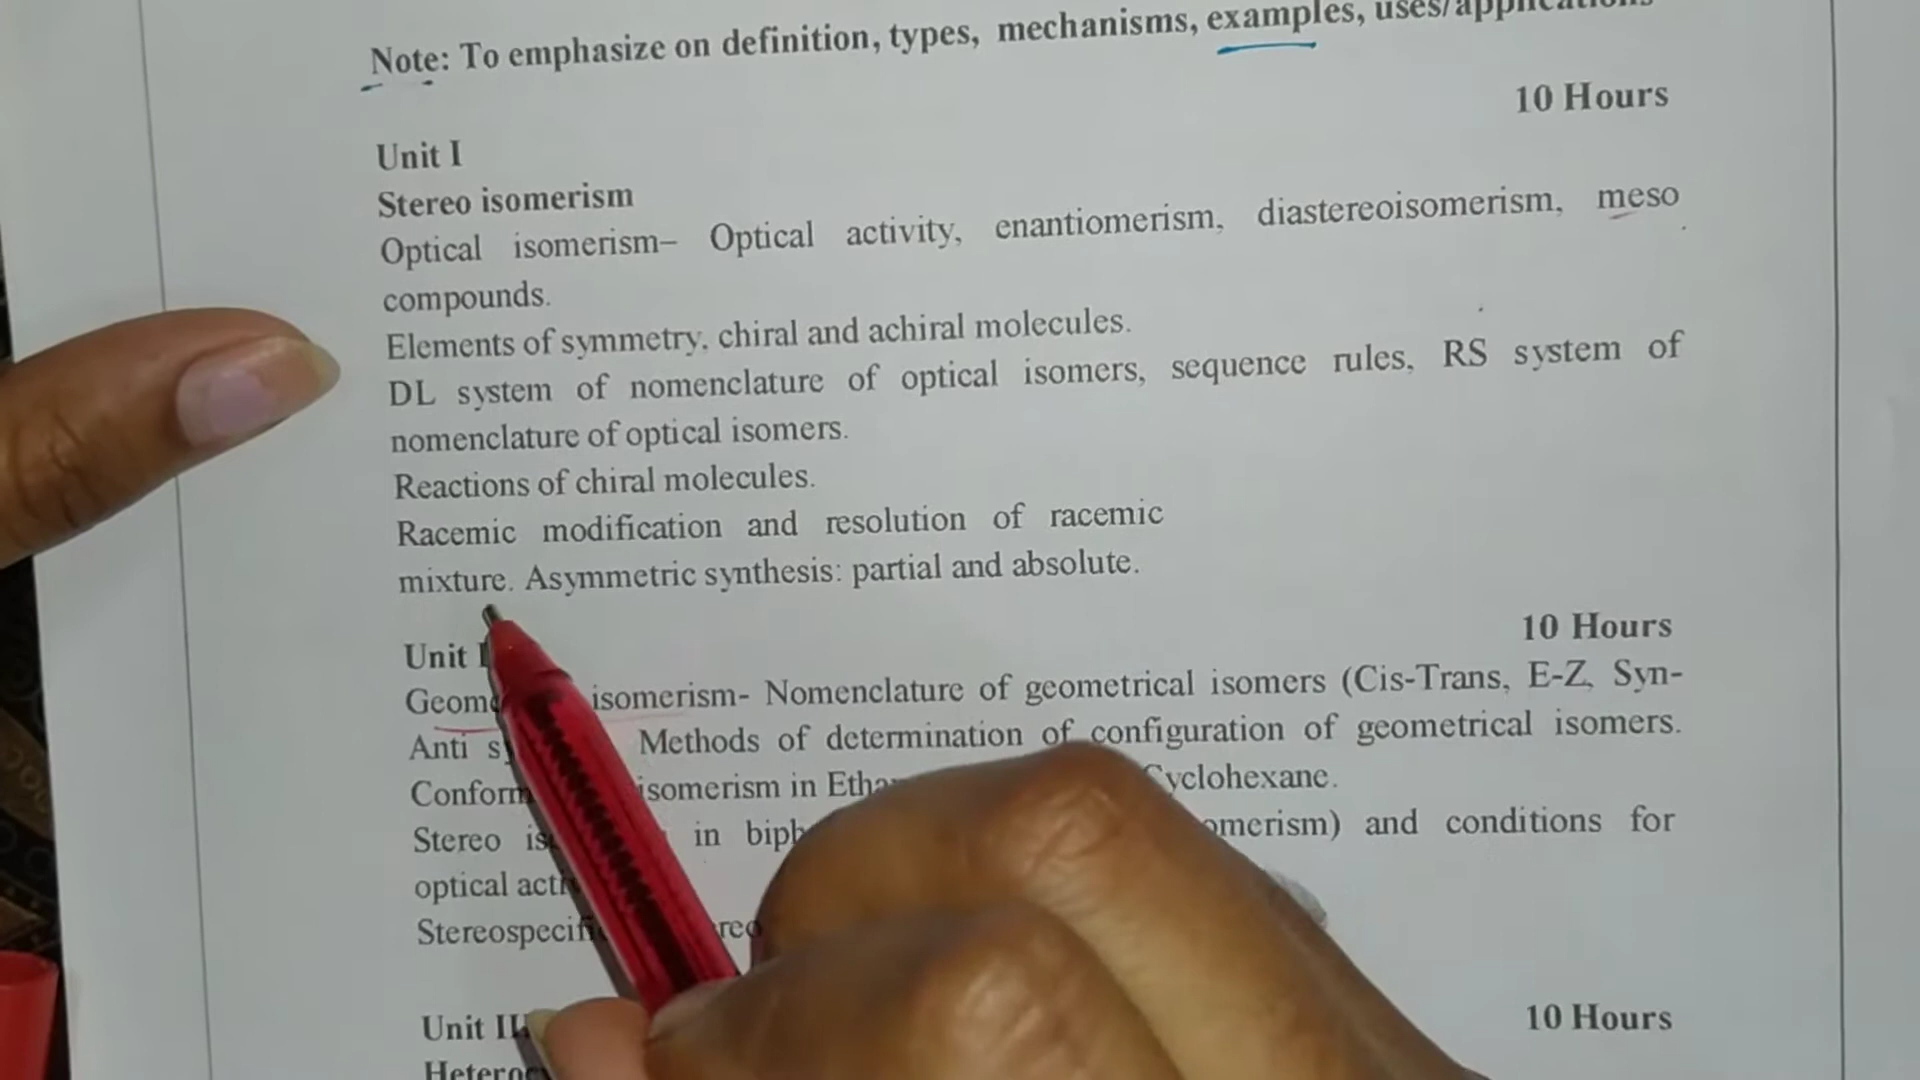 Note: To emphasize on definition, types, mechanisms, examples, uses/applications
10 Hours
Unit I
Stereo isomerism
Optical isomerism– Optical activity, enantiomerism, diastereoisomerism, meso
compounds.
Elements of symmetry, chiral and achiral molecules.
DL system of nomenclature of optical isomers, sequence rules, RS system of
nomenclature of optical isomers.
Reactions of chiral molecules.
Racemic modification and resolution of racemic
mixture. Asymmetric synthesis: partial and absolute.
10 Hours
Unit
isomerism- Nomenclature of geometrical isomers (Cis-Trans, E-Z, Syn-
Anti Methods of determination of configuration of geometrical isomers.
isomerism in Cyclohexane.
Stereo in and conditions for
optical
Unit III
10 Hours